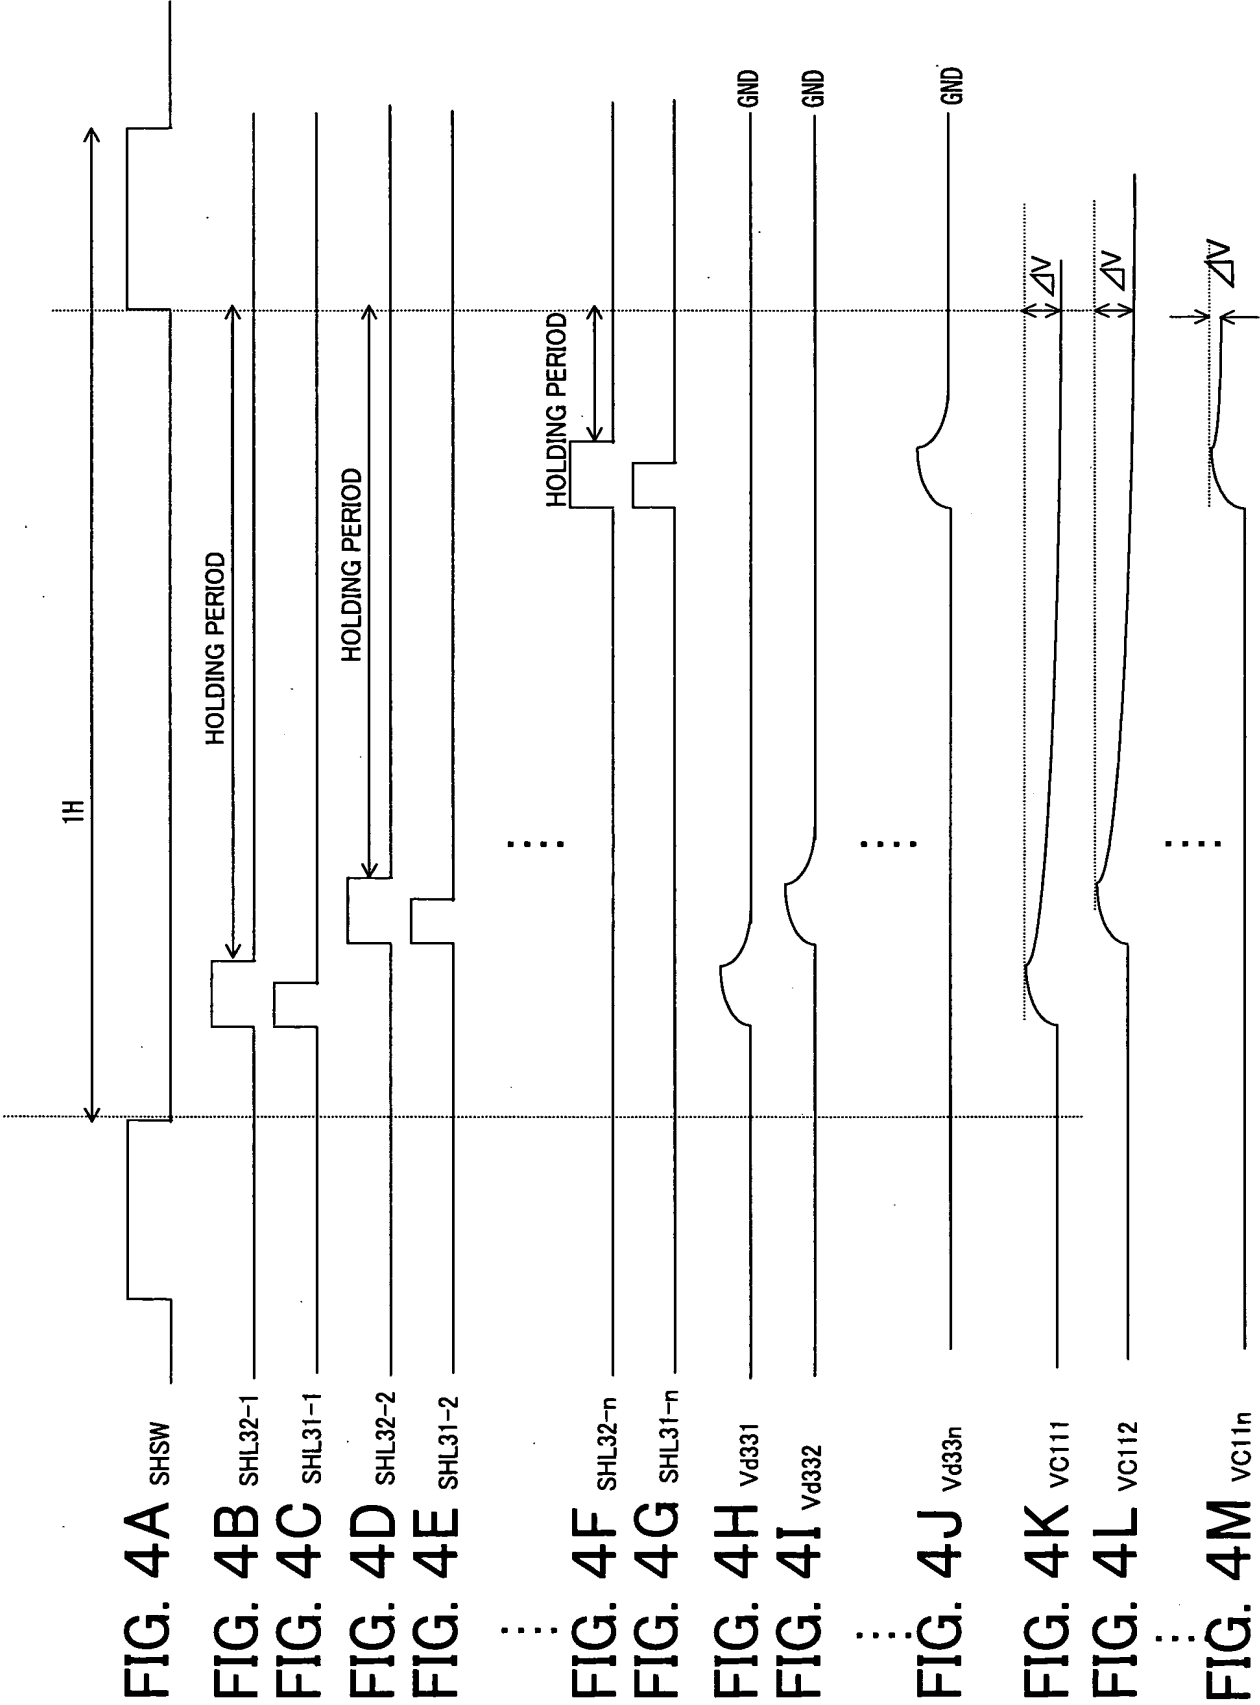 1H
FIG. 4A SHSW
HOLDING PERIOD
FIG. 4B SHL32-1
FIG. 4C SHL31-1
HOLDING PERIOD
FIG. 4D SHL32-2
FIG. 4E SHL31-2
HOLDING PERIOD
FIG. 4F SHL32-n
FIG. 4G SHL31-n
FIG. 4H Vd331 GND
FIG. 4I Vd332 GND
FIG. 4J Vd33n GND
FIG. 4K VC111 ΔV
FIG. 4L VC112 ΔV
FIG. 4M VC11n ΔV